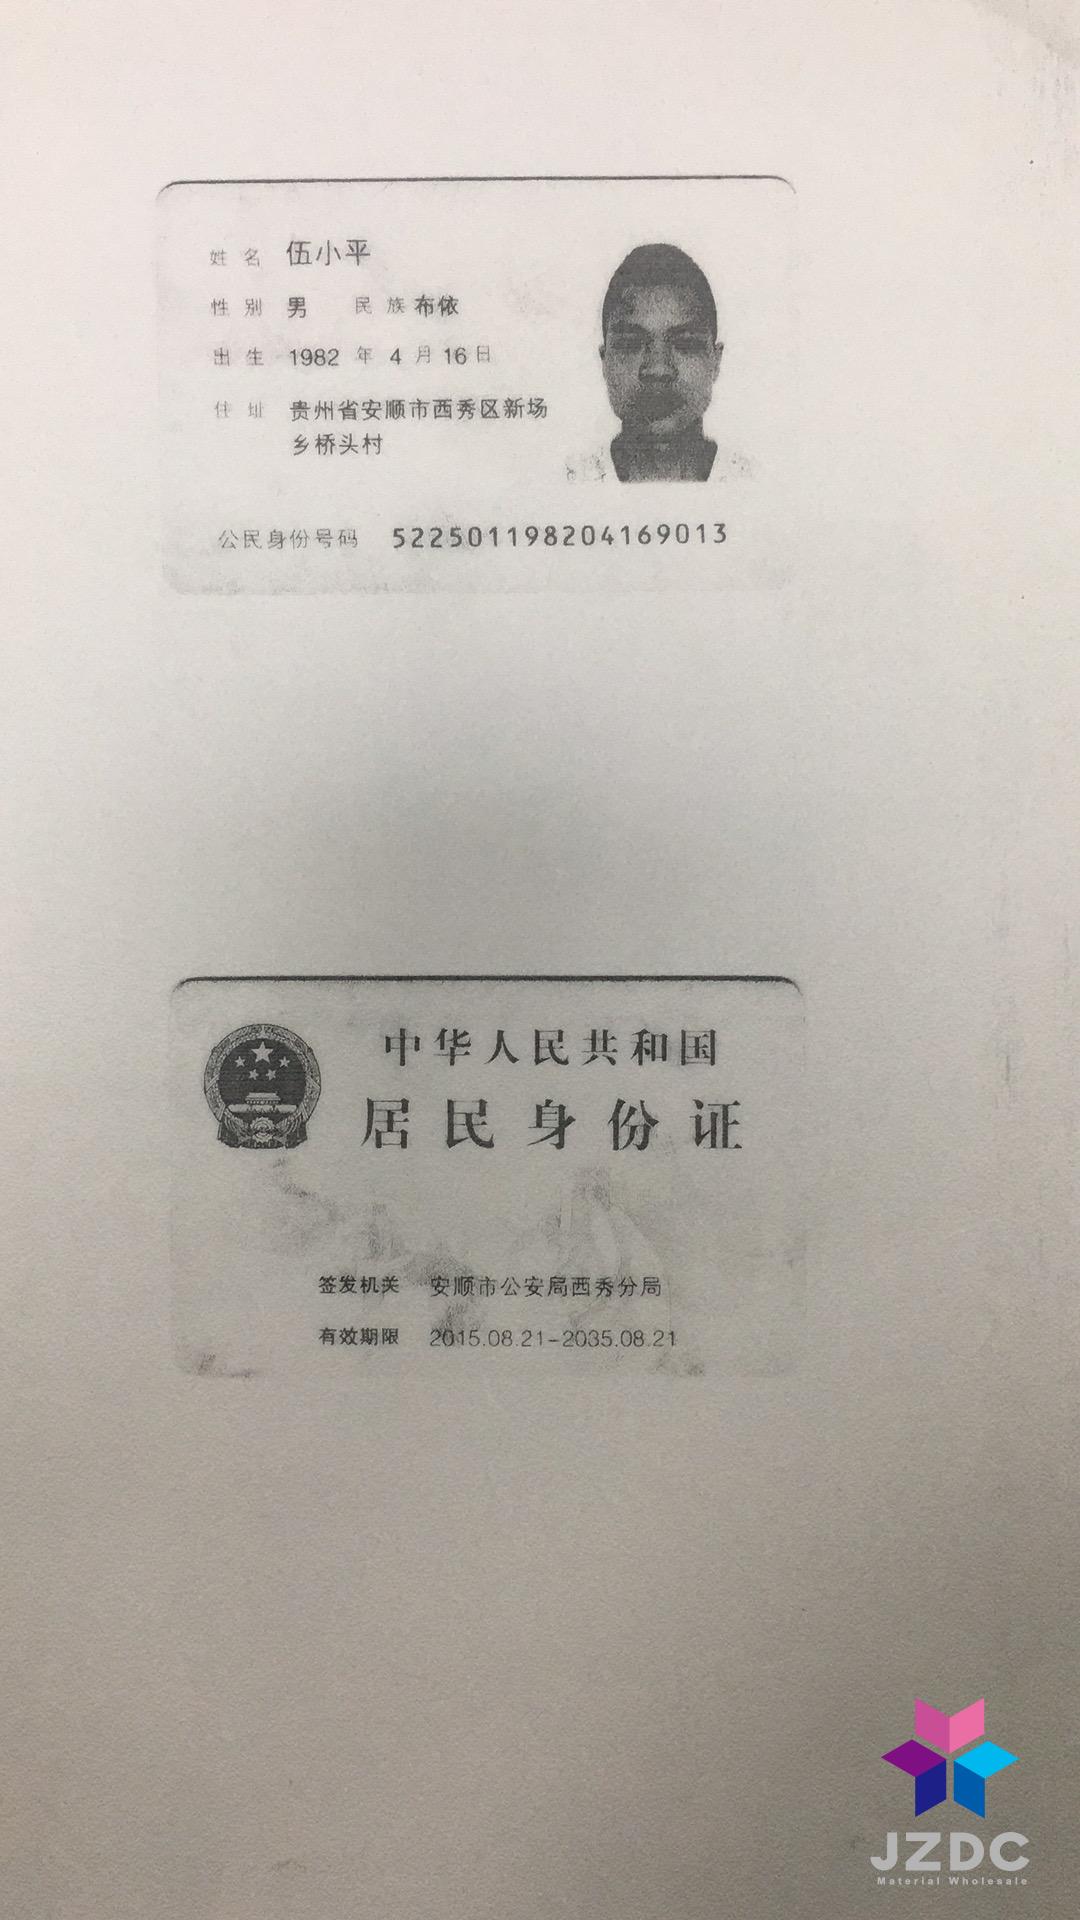 姓名 伍小平
性别 男 民族 布依
出生 1982 年 4 月 16 日
住址 贵州省安顺市西秀区新场
乡桥头村
公民身份号码 522501198204169013
中华人民共和国
居民身份证
签发机关 安顺市公安局西秀分局
有效期限 2015.08.21-2035.08.21
JZDC
Material Wholesale